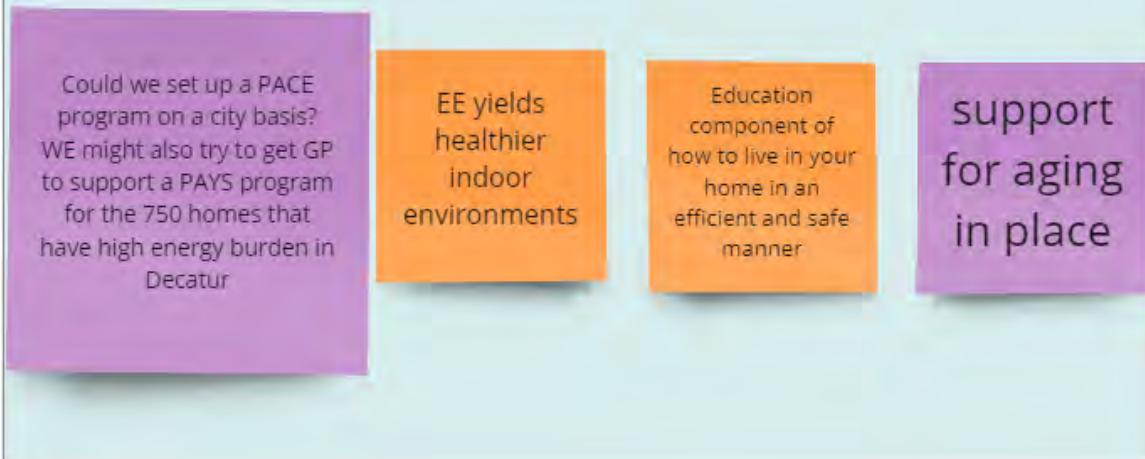 Could we set up a PACE
program on a city basis?
WE might also try to get GP
to support a PAYS program
for the 750 homes that
have high energy burden in
Decatur
EE yields
healthier
indoor
environments
Education
component of
how to live in your
home in an
efficient and safe
manner
support
for aging
in place